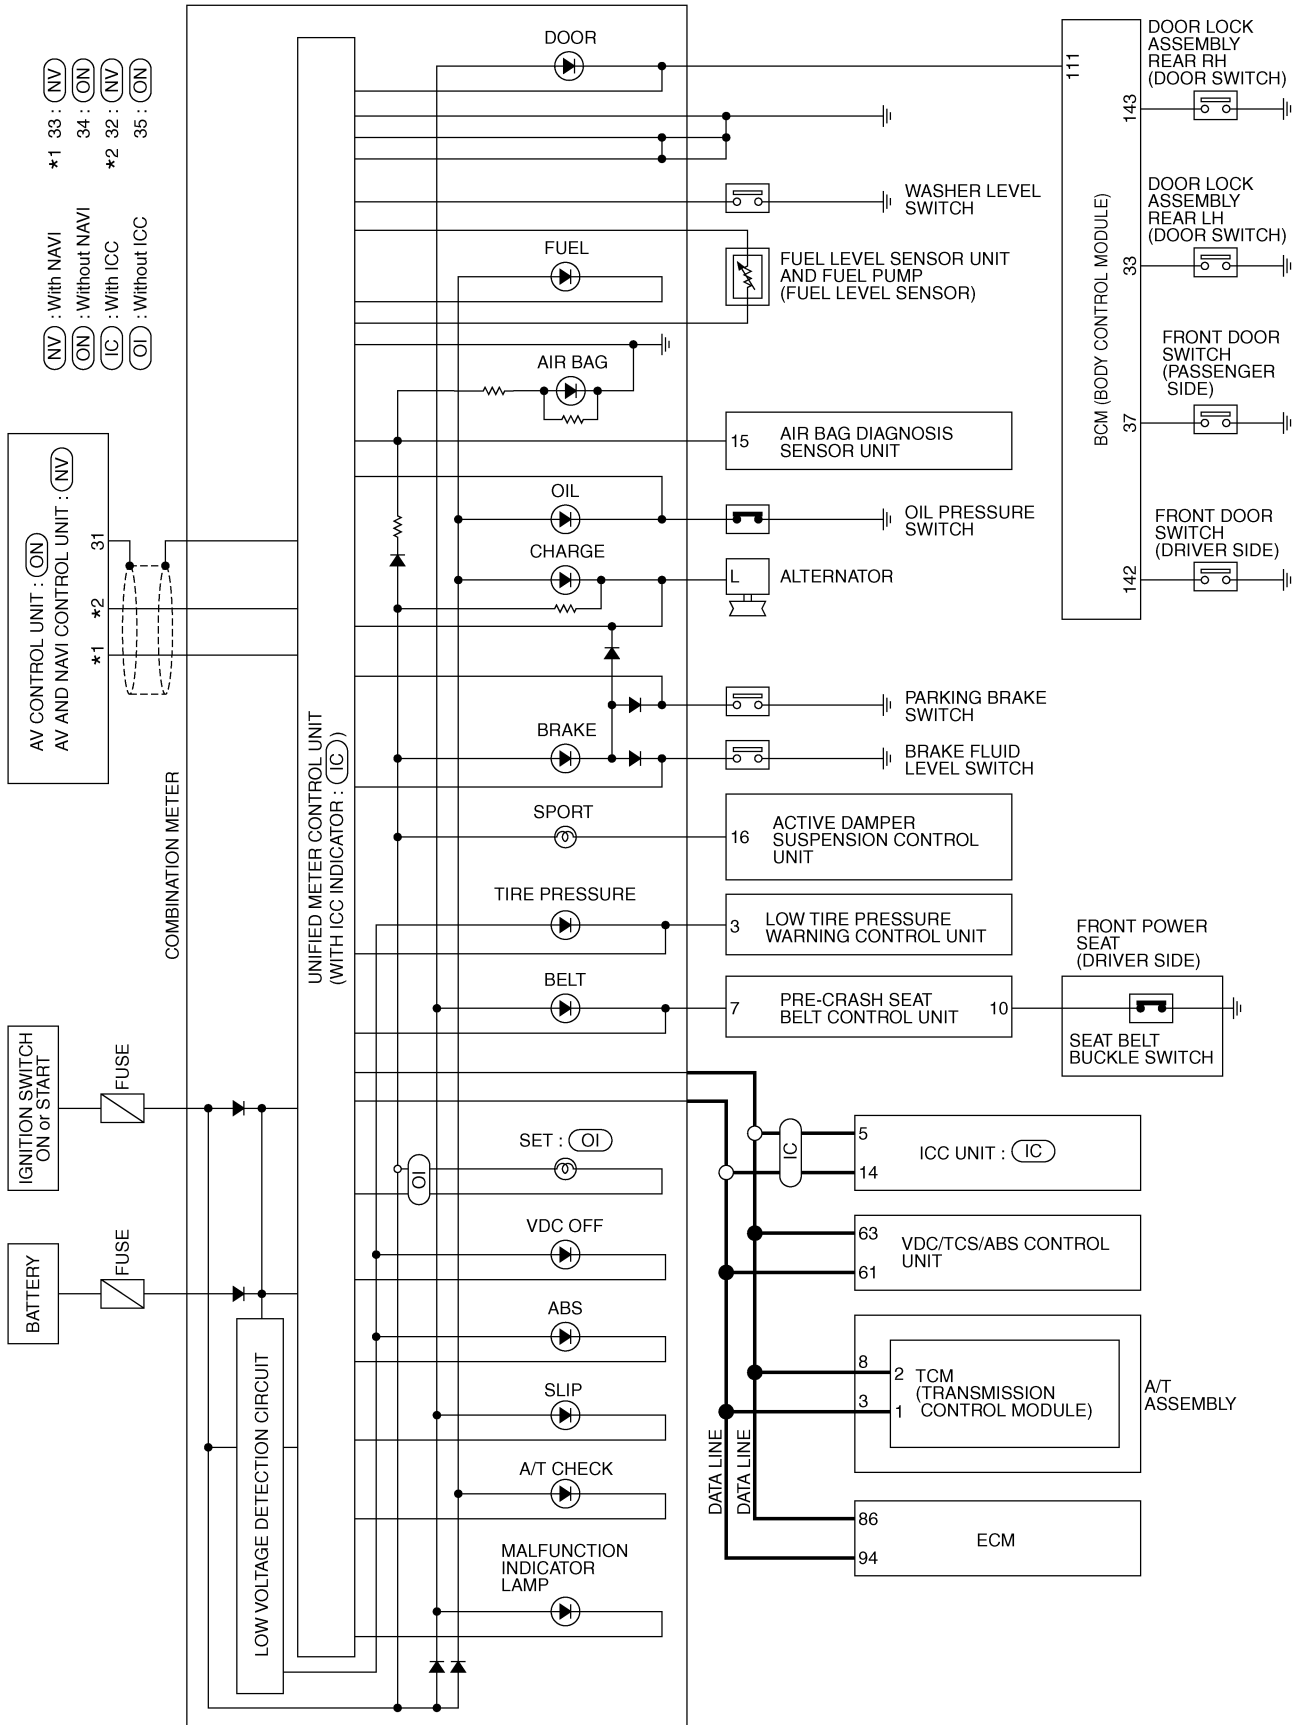 *1 33 : NV
34 : ON
*2 32 : NV
35 : ON
NV : With NAVI
ON : Without NAVI
IC : With ICC
OI : Without ICC
AV CONTROL UNIT : ON
AV AND NAVI CONTROL UNIT : NV
31
*2
*1
COMBINATION METER
UNIFIED METER CONTROL UNIT
(WITH ICC INDICATOR : IC )
IGNITION SWITCH
ON or START
FUSE
BATTERY
FUSE
LOW VOLTAGE DETECTION CIRCUIT
DOOR
FUEL
AIR BAG
OIL
CHARGE
BRAKE
SPORT
TIRE PRESSURE
BELT
SET : OI
OI
VDC OFF
ABS
SLIP
A/T CHECK
MALFUNCTION
INDICATOR
LAMP
WASHER LEVEL
SWITCH
FUEL LEVEL SENSOR UNIT
AND FUEL PUMP
(FUEL LEVEL SENSOR)
15
AIR BAG DIAGNOSIS
SENSOR UNIT
OIL PRESSURE
SWITCH
L
ALTERNATOR
PARKING BRAKE
SWITCH
BRAKE FLUID
LEVEL SWITCH
16
ACTIVE DAMPER
SUSPENSION CONTROL
UNIT
3
LOW TIRE PRESSURE
WARNING CONTROL UNIT
7
PRE-CRASH SEAT
BELT CONTROL UNIT
10
FRONT POWER
SEAT
(DRIVER SIDE)
SEAT BELT
BUCKLE SWITCH
IC
5
14
ICC UNIT : IC
63
61
VDC/TCS/ABS CONTROL
UNIT
8
3
2
1
TCM
(TRANSMISSION
CONTROL MODULE)
A/T
ASSEMBLY
DATA LINE
DATA LINE
86
94
ECM
BCM (BODY CONTROL MODULE)
111
143
33
37
142
DOOR LOCK
ASSEMBLY
REAR RH
(DOOR SWITCH)
DOOR LOCK
ASSEMBLY
REAR LH
(DOOR SWITCH)
FRONT DOOR
SWITCH
(PASSENGER
SIDE)
FRONT DOOR
SWITCH
(DRIVER SIDE)